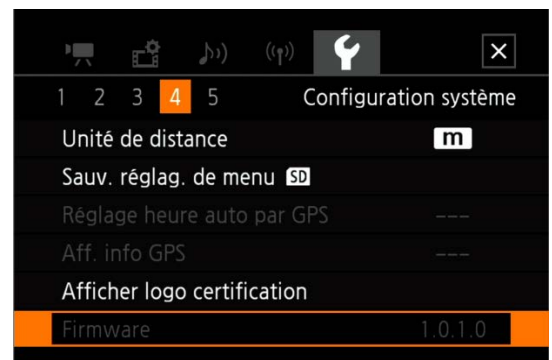 1 2 3 4 5 Configuration système
Unité de distance m
Sauv. réglag. de menu SD
Réglage heure auto par GPS ---
Aff. info GPS ---
Afficher logo certification
Firmware 1.0.1.0